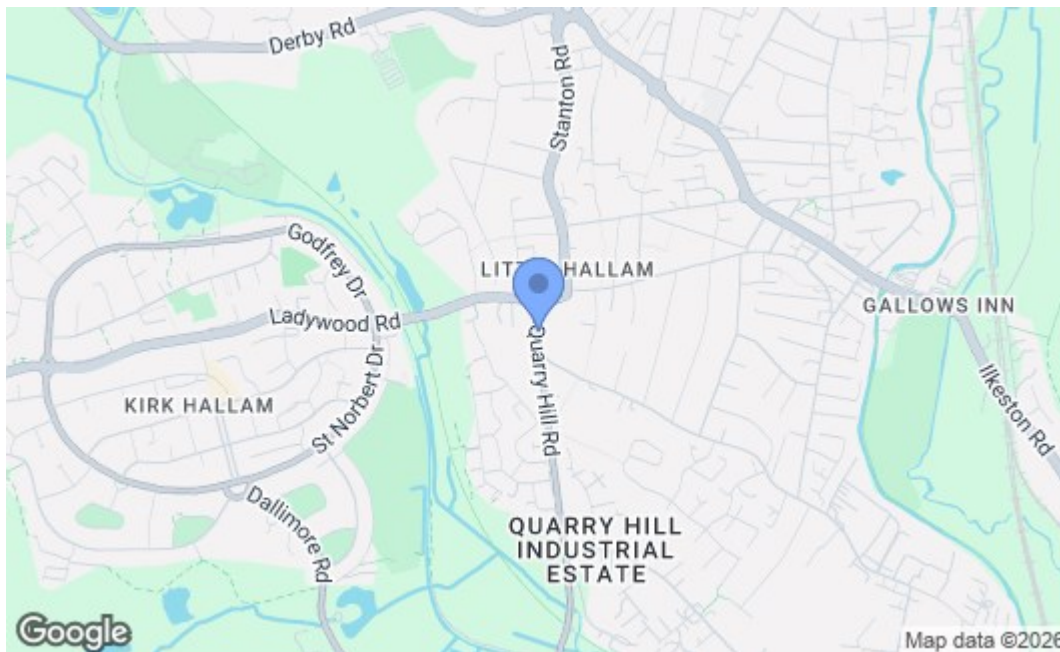 Derby Rd
Stanton Rd
Godfrey Dr
HALLAM
Ladywood Rd
GALLOWS INN
Quarry Hill Rd
Ilkeston Rd
KIRK HALLAM
St Norbert Dr
Dallimore Rd
QUARRY HILL
INDUSTRIAL
ESTATE
Google
Map data ©2026